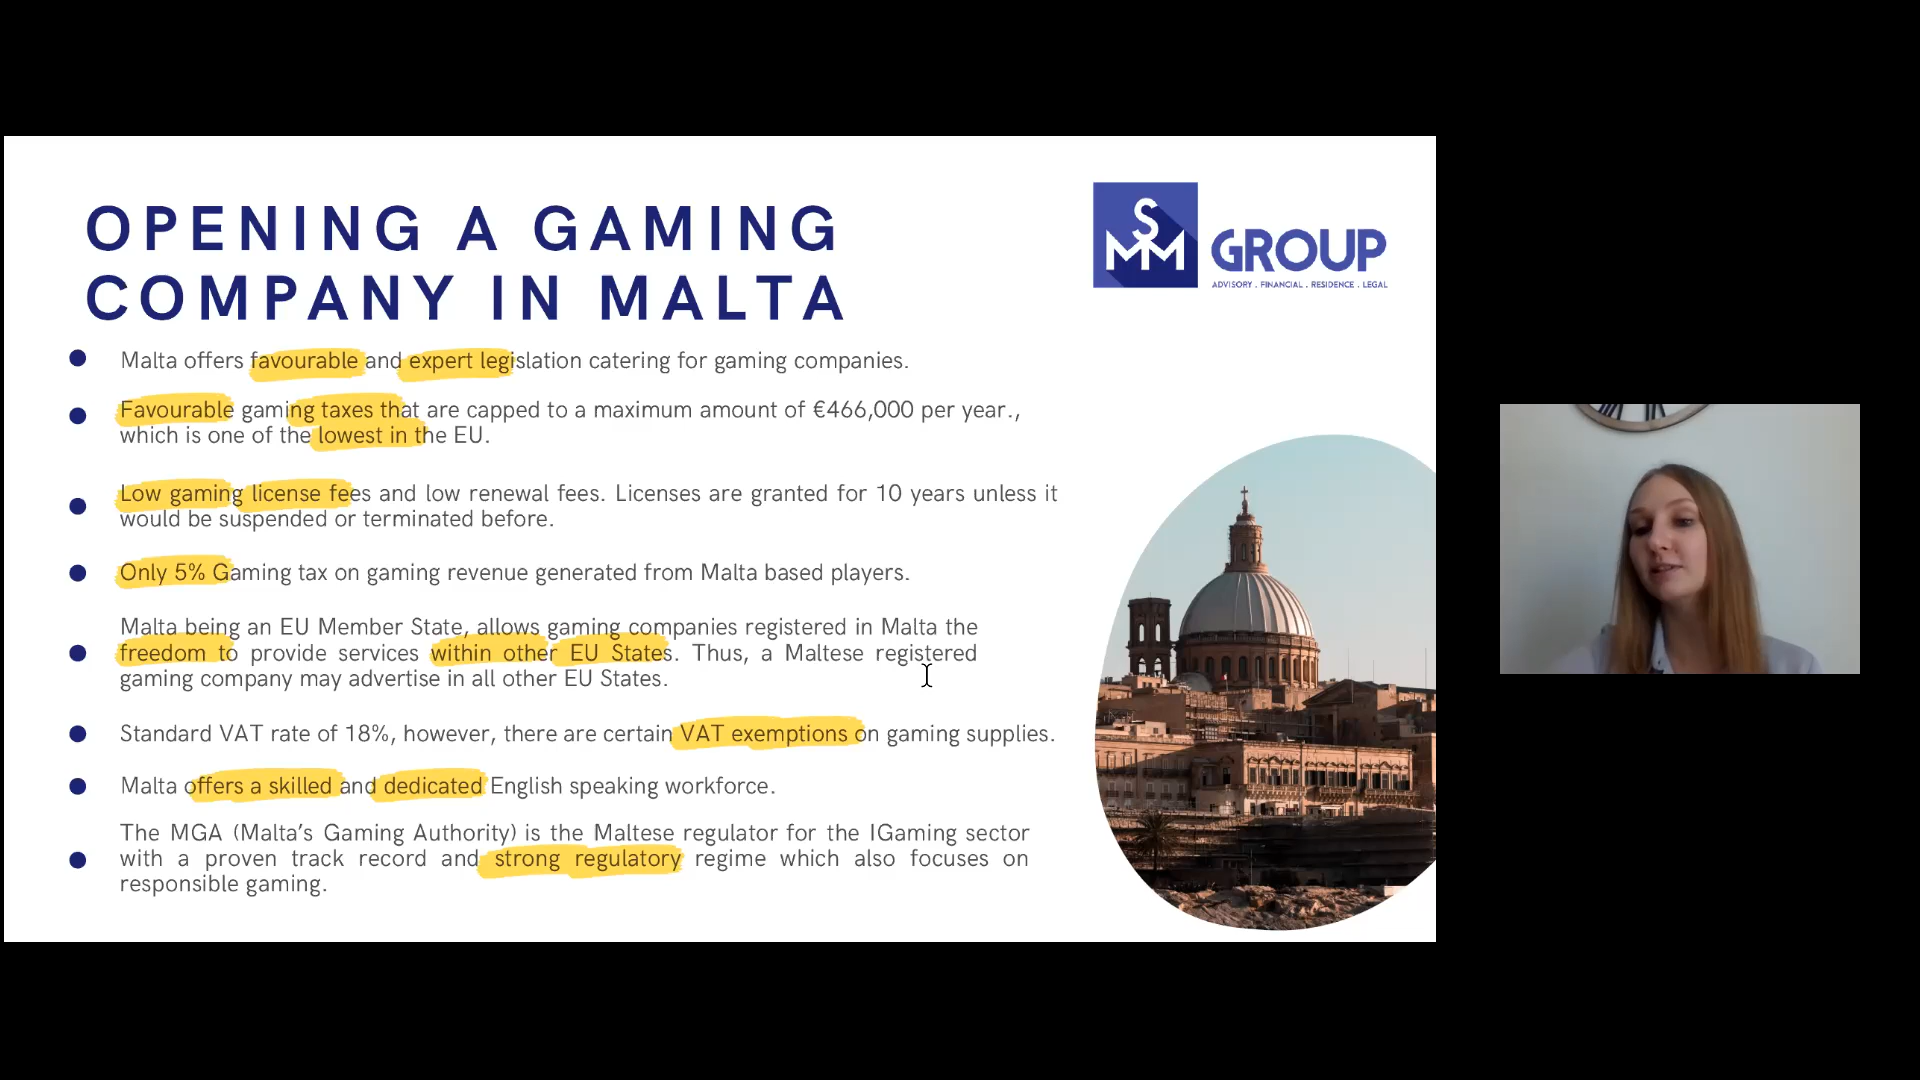 OPENING A GAMING
COMPANY IN MALTA
SMM GROUP
ADVISORY . FINANCIAL . RESIDENCE . LEGAL
Malta offers favourable and expert legislation catering for gaming companies.
Favourable gaming taxes that are capped to a maximum amount of €466,000 per year.,
which is one of the lowest in the EU.
Low gaming license fees and low renewal fees. Licenses are granted for 10 years unless it
would be suspended or terminated before.
Only 5% Gaming tax on gaming revenue generated from Malta based players.
Malta being an EU Member State, allows gaming companies registered in Malta the
freedom to provide services within other EU States. Thus, a Maltese registered
gaming company may advertise in all other EU States.
Standard VAT rate of 18%, however, there are certain VAT exemptions on gaming supplies.
Malta offers a skilled and dedicated English speaking workforce.
The MGA (Malta’s Gaming Authority) is the Maltese regulator for the IGaming sector
with a proven track record and strong regulatory regime which also focuses on
responsible gaming.